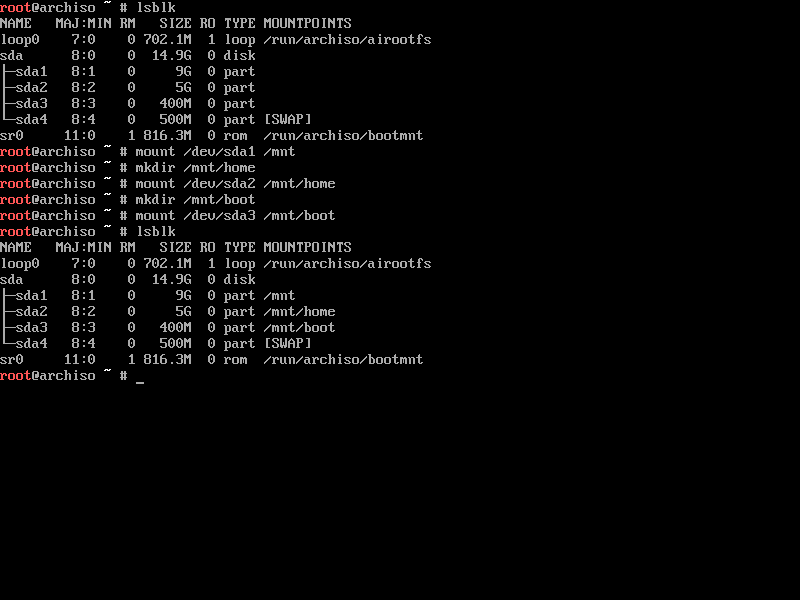 root@archiso ~ # lsblk
NAME   MAJ:MIN RM   SIZE RO TYPE MOUNTPOINTS
loop0    7:0    0 702.1M  1 loop /run/archiso/airootfs
sda      8:0    0  14.9G  0 disk
├─sda1   8:1    0     9G  0 part
├─sda2   8:2    0     5G  0 part
├─sda3   8:3    0   400M  0 part
└─sda4   8:4    0   500M  0 part [SWAP]
sr0     11:0    1 816.3M  0 rom  /run/archiso/bootmnt
root@archiso ~ # mount /dev/sda1 /mnt
root@archiso ~ # mkdir /mnt/home
root@archiso ~ # mount /dev/sda2 /mnt/home
root@archiso ~ # mkdir /mnt/boot
root@archiso ~ # mount /dev/sda3 /mnt/boot
root@archiso ~ # lsblk
NAME   MAJ:MIN RM   SIZE RO TYPE MOUNTPOINTS
loop0    7:0    0 702.1M  1 loop /run/archiso/airootfs
sda      8:0    0  14.9G  0 disk
├─sda1   8:1    0     9G  0 part /mnt
├─sda2   8:2    0     5G  0 part /mnt/home
├─sda3   8:3    0   400M  0 part /mnt/boot
└─sda4   8:4    0   500M  0 part [SWAP]
sr0     11:0    1 816.3M  0 rom  /run/archiso/bootmnt
root@archiso ~ # _